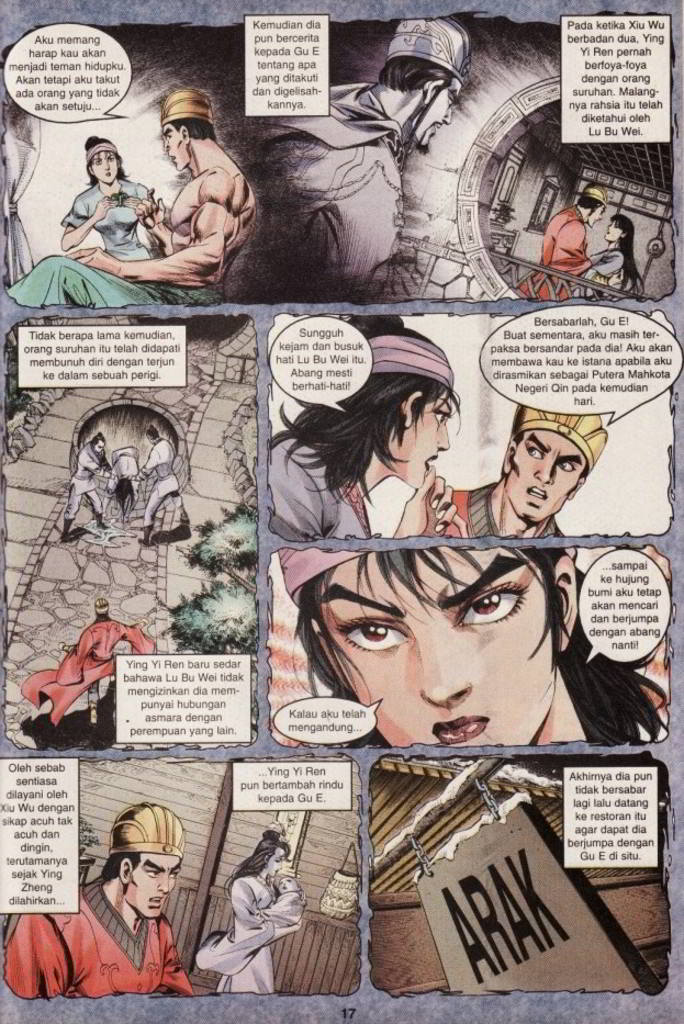 Aku memang
harap kau akan
menjadi teman hidupku.
Akan tetapi aku takut
ada orang yang tidak
akan setuju...
Kemudian dia
pun bercerita
kepada Gu E
tentang apa
yang ditakuti
dan digelisah-
kannya.
Pada ketika Xiu Wu
berbadan dua, Ying
Yi Ren pernah
berfoya-foya
dengan orang
suruhan. Malang-
nya rahsia itu telah
diketahui oleh
Lu Bu Wei.
Tidak berapa lama kemudian,
orang suruhan itu telah didapati
membunuh diri dengan terjun
ke dalam sebuah perigi.
Ying Yi Ren baru sedar
bahawa Lu Bu Wei tidak
mengizinkan dia mem-
punyai hubungan
asmara dengan
perempuan yang lain.
Sungguh
kejam dan busuk
hati Lu Bu Wei itu.
Abang mesti
berhati-hati!
Bersabarlah, Gu E!
Buat sementara, aku masih ter-
paksa bersandar pada dia! Aku akan
membawa kau ke istana apabila aku
dirasmikan sebagai Putera Mahkota
Negeri Qin pada kemudian
hari.
Kalau aku telah
mengandung...
...sampai
ke hujung
bumi aku tetap
akan mencari
dan berjumpa
dengan abang
nanti!
Oleh sebab
sentiasa
dilayani oleh
Xiu Wu dengan
sikap acuh tak
acuh dan
dingin,
terutamanya
sejak Ying
Zheng
dilahirkan...
...Ying Yi Ren
pun bertambah rindu
kepada Gu E.
Akhirnya dia pun
tidak bersabar
lagi lalu datang
ke restoran itu
agar dapat dia
berjumpa dengan
Gu E di situ.
ARAK
17